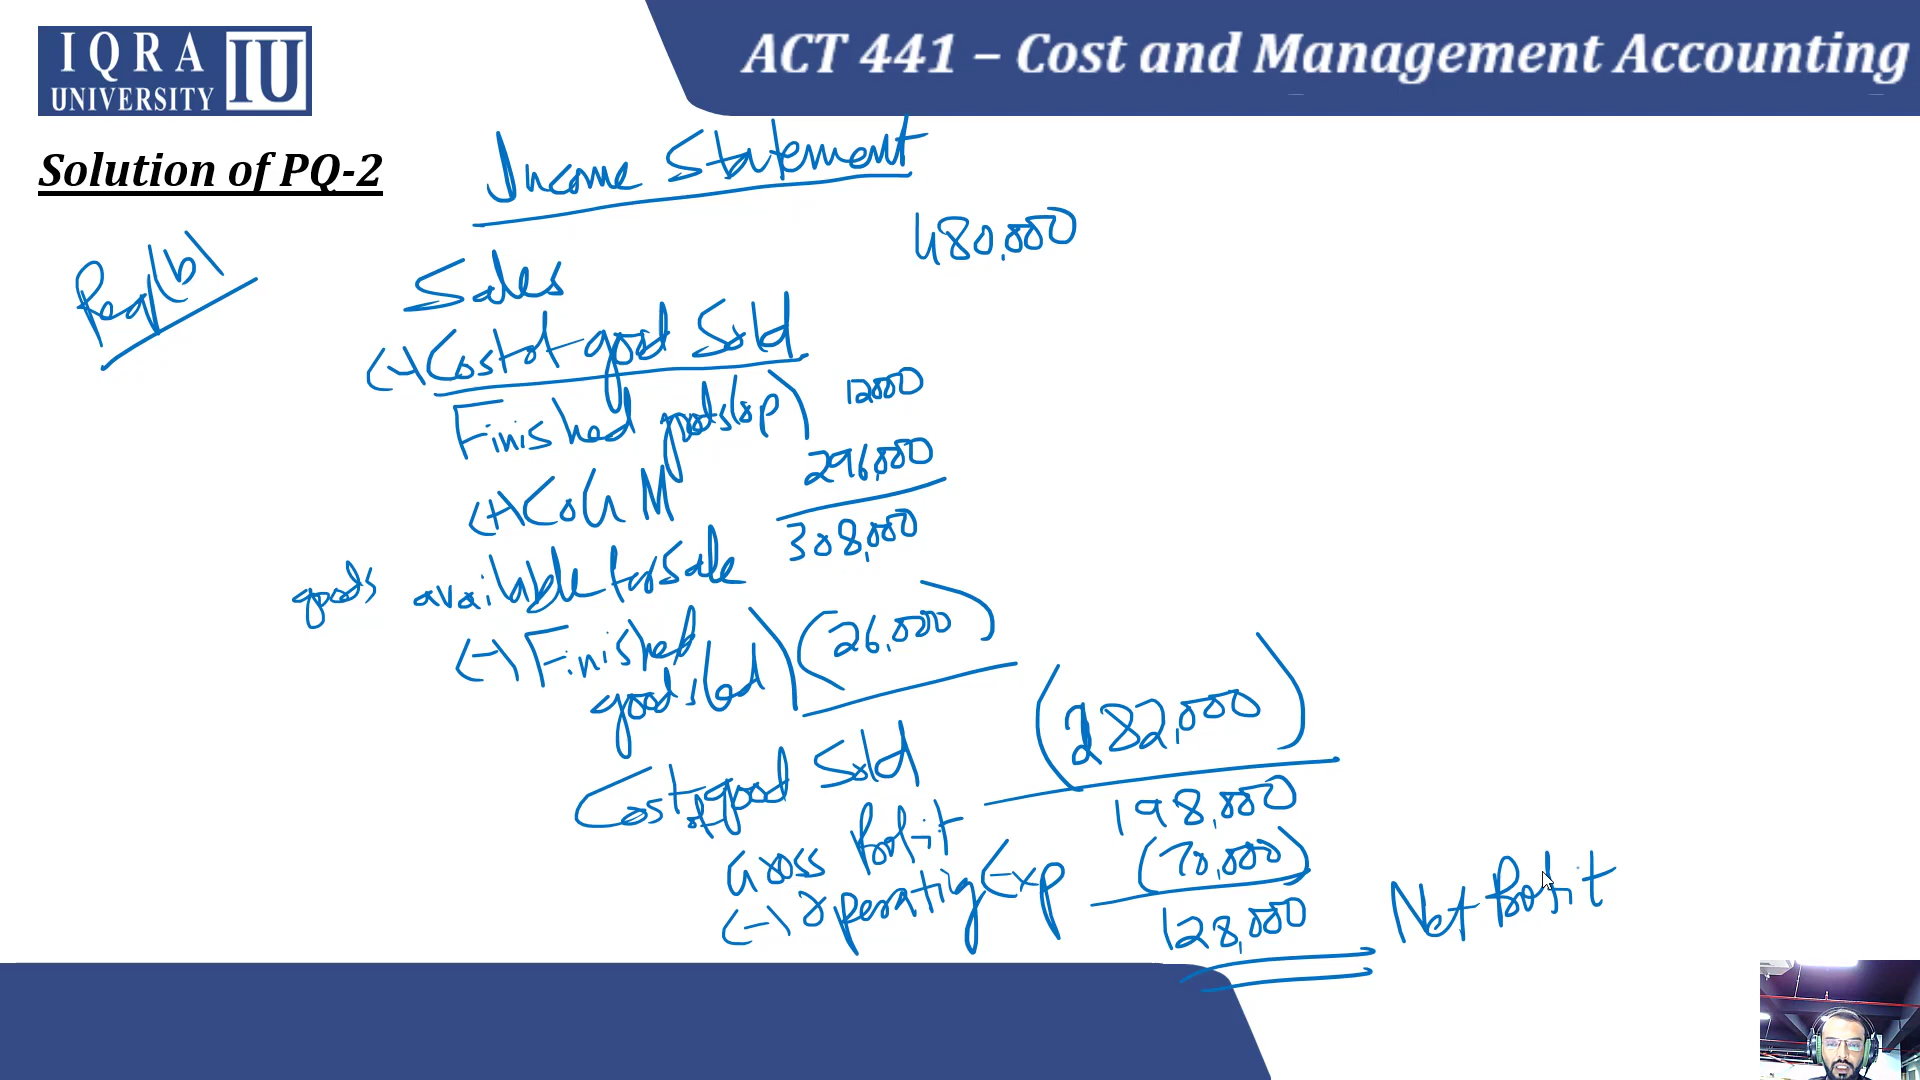 IQRA
UNIVERSITY
IU
ACT 441 – Cost and Management Accounting
Solution of PQ-2
Income Statement
Req(b)
Sales 480,000
(-) Cost of good Sold
Finished goods(op) 12000
(+) CoGM 296,000
goods available for Sale 308,000
(-) Finished goods(ed) (26,000)
Cost of good Sold (282,000)
Gross Profit 198,000
(-) Operating Exp (70,000)
128,000 Net Profit